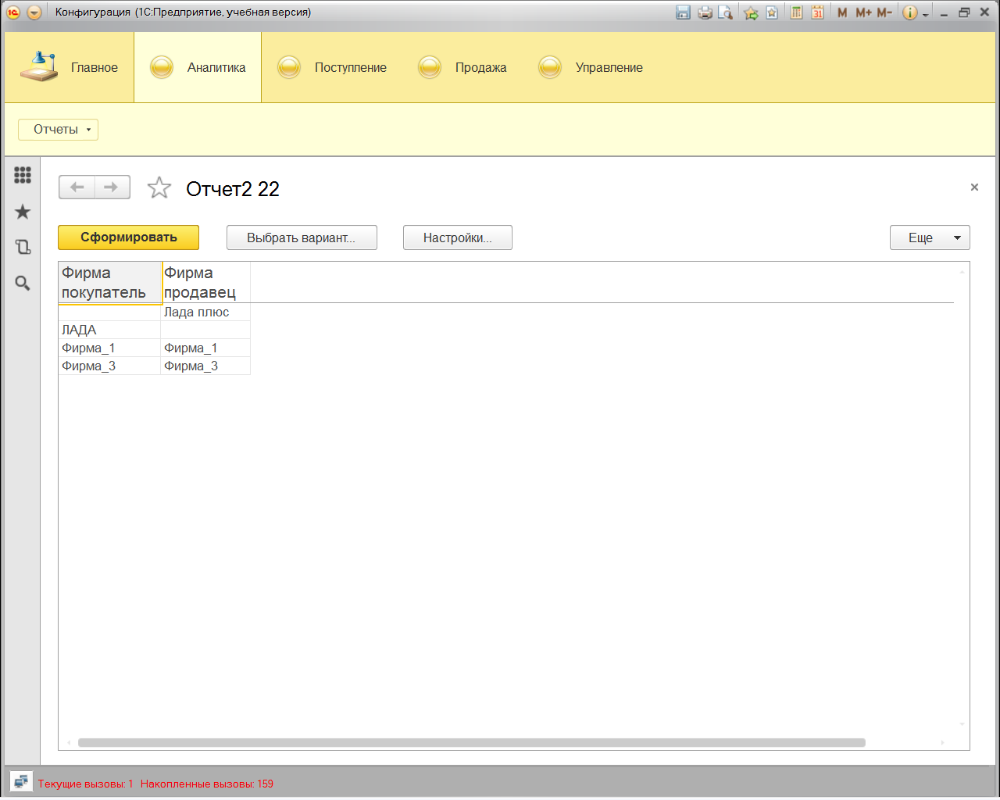 Конфигурация (1С:Предприятие, учебная версия)
31 M M+ M-
Главное Аналитика Поступление Продажа Управление
Отчеты
Отчет2 22
Сформировать Выбрать вариант... Настройки... Еще
Фирма покупатель Фирма продавец
Лада плюс
ЛАДА
Фирма_1 Фирма_1
Фирма_3 Фирма_3
Текущие вызовы: 1 Накопленные вызовы: 159